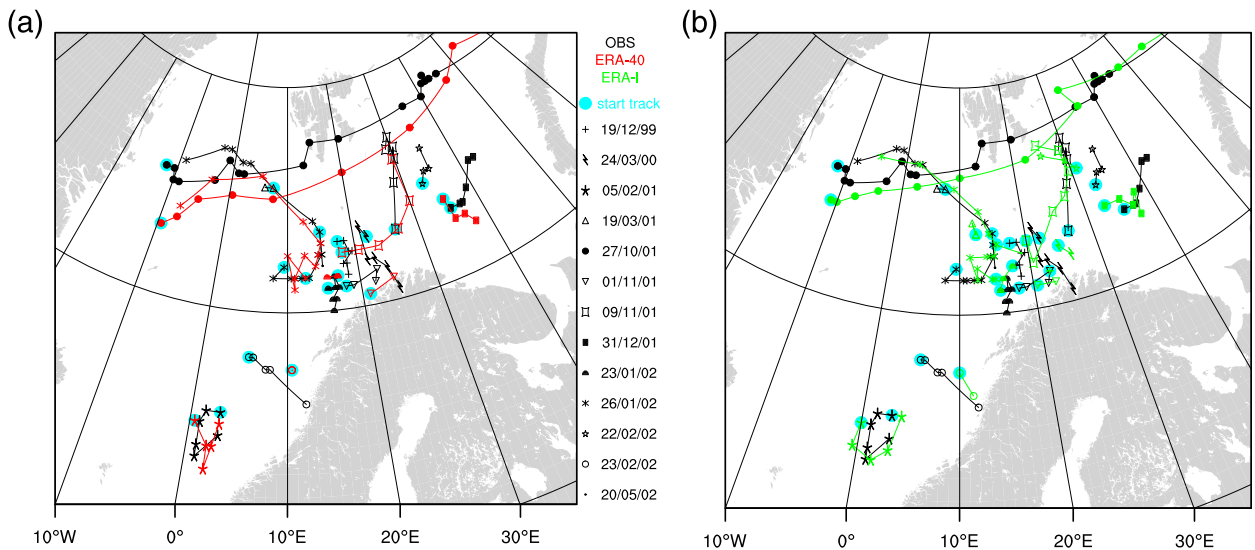 (a)
(b)
OBS
ERA-40
ERA-I
start track
19/12/99
24/03/00
05/02/01
19/03/01
27/10/01
01/11/01
09/11/01
31/12/01
23/01/02
26/01/02
22/02/02
23/02/02
20/05/02
10°W 0° 10°E 20°E 30°E
10°W 0° 10°E 20°E 30°E